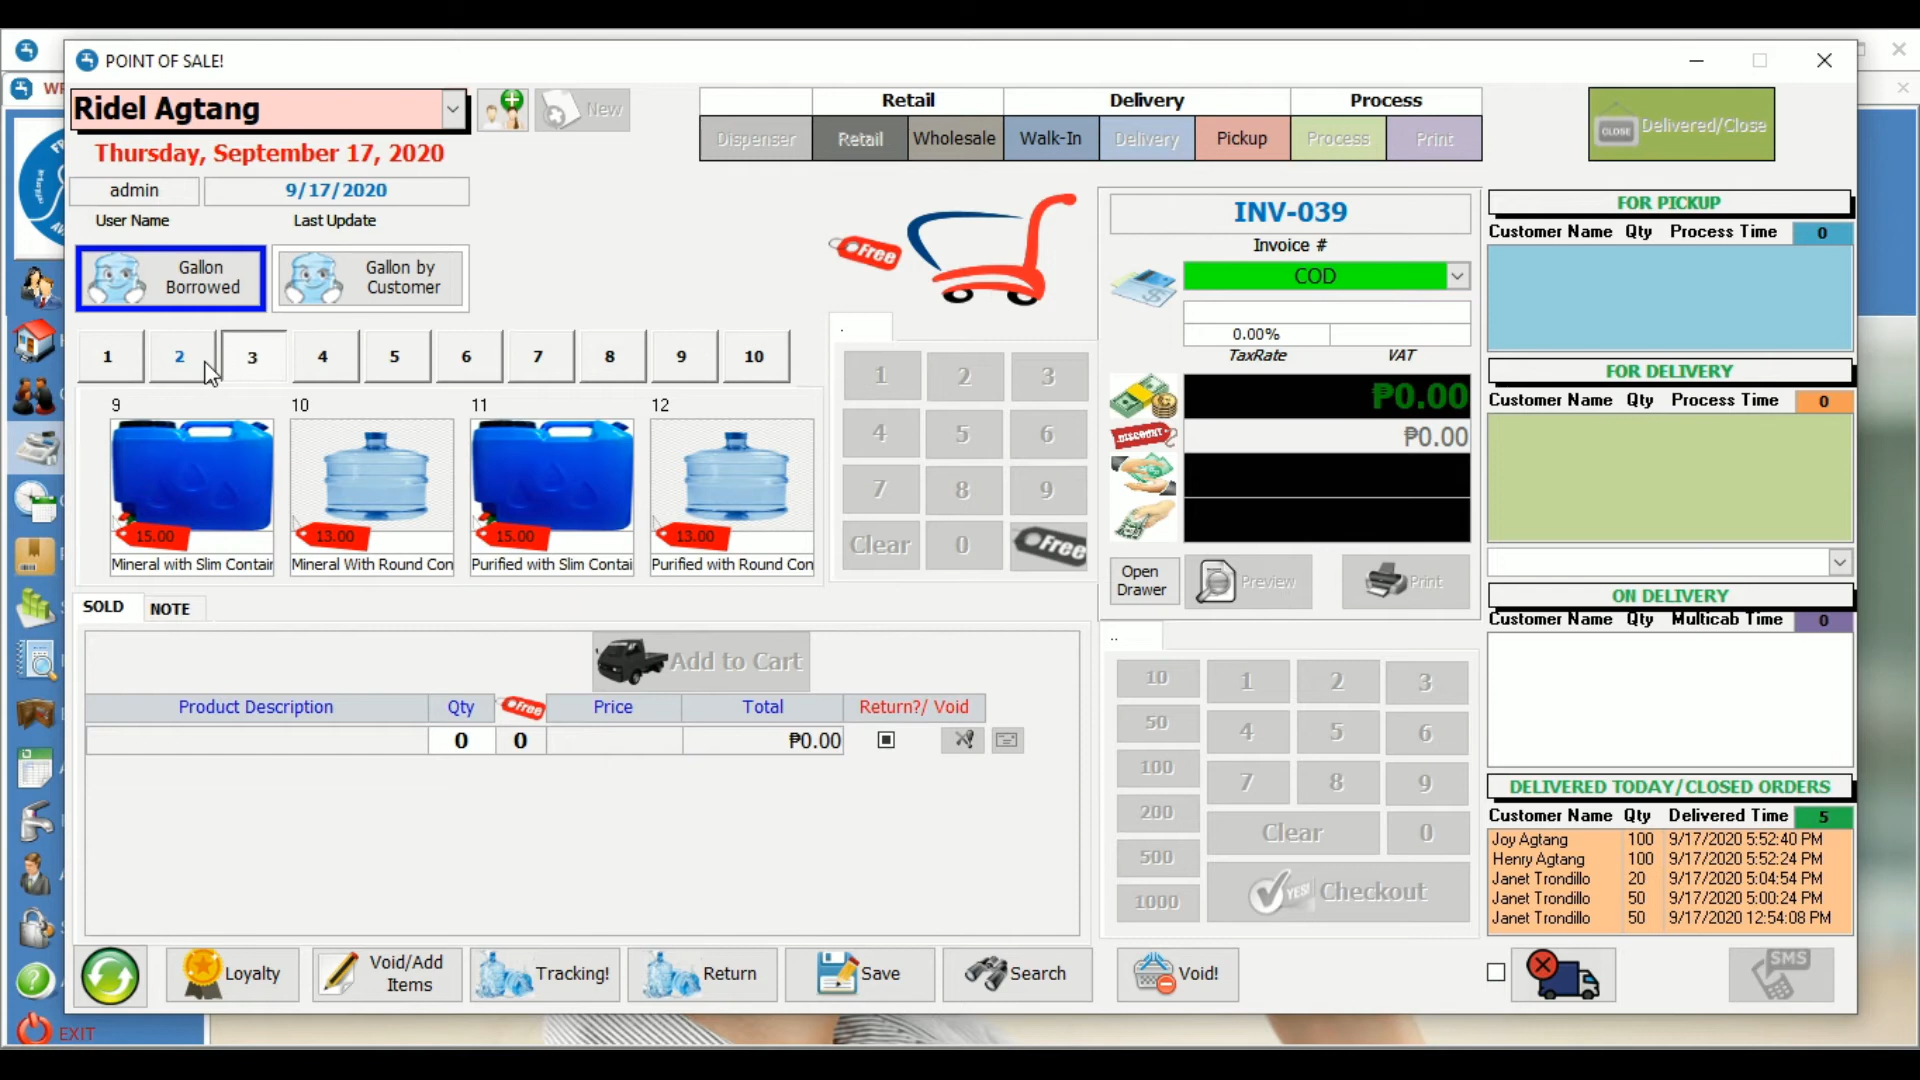 POINT OF SALE!
Ridel Agtang
New
Thursday, September 17, 2020
admin
9/17/2020
User Name
Last Update
Gallon Borrowed
Gallon by Customer
Retail
Delivery
Process
Dispenser
Retail
Wholesale
Walk-In
Delivery
Pickup
Process
Print
CLOSE
Delivered/Close
Free
INV-039
Invoice #
COD
0.00%
TaxRate
VAT
1 2 3 4 5 6 7 8 9 10
9
15.00
Mineral with Slim Contair
10
13.00
Mineral With Round Con
11
15.00
Purified with Slim Contai
12
13.00
Purified with Round Con
.
1 2 3
4 5 6
7 8 9
Clear 0 Free
₱0.00
DISCOUNT
₱0.00
Open Drawer
Preview
Print
FOR PICKUP
Customer Name Qty Process Time 0
FOR DELIVERY
Customer Name Qty Process Time 0
ON DELIVERY
Customer Name Qty Multicab Time 0
DELIVERED TODAY/CLOSED ORDERS
Customer Name Qty Delivered Time 5
Joy Agtang 100 9/17/2020 5:52:40 PM
Henry Agtang 100 9/17/2020 5:52:24 PM
Janet Trondillo 20 9/17/2020 5:04:54 PM
Janet Trondillo 50 9/17/2020 5:00:24 PM
Janet Trondillo 50 9/17/2020 12:54:08 PM
SOLD
NOTE
Add to Cart
Product Description Qty Free Price Total Return?/ Void
0 0 ₱0.00
..
10 1 2 3
50 4 5 6
100 7 8 9
200 Clear 0
500
1000
YES! Checkout
Loyalty
Void/Add Items
Tracking!
Return
Save
Search
Void!
SMS
EXIT